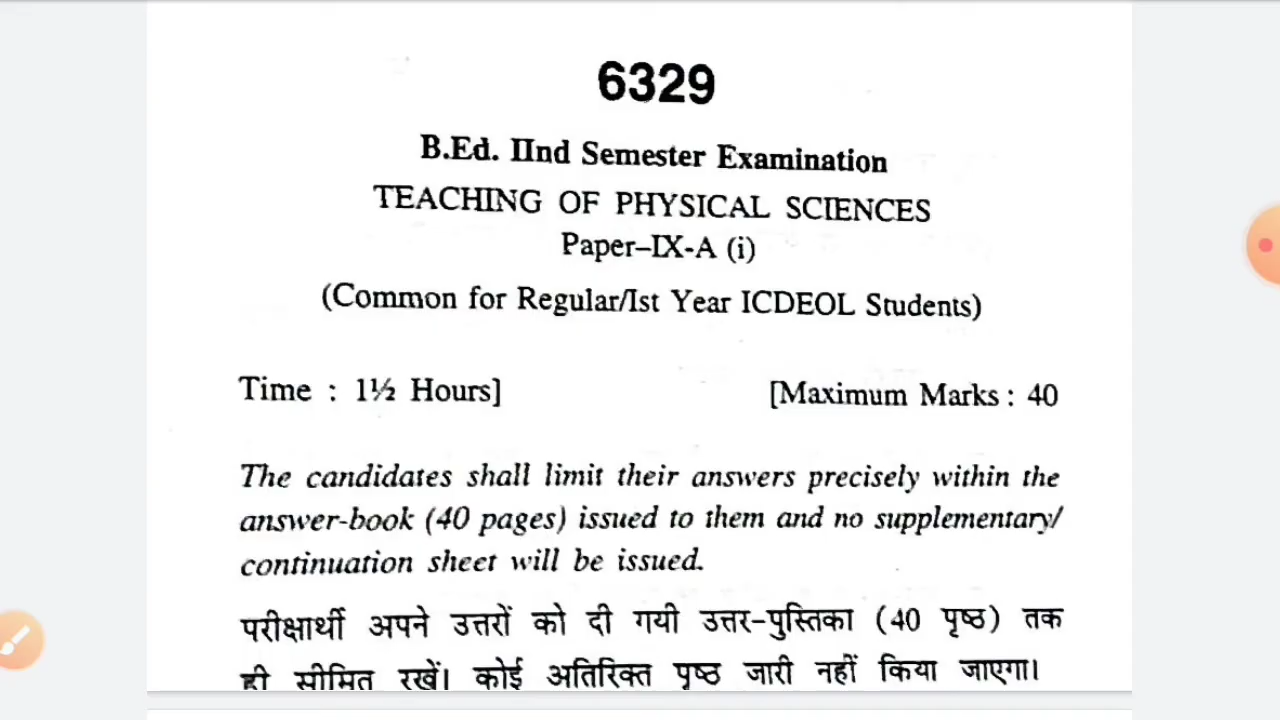 6329
B.Ed. IInd Semester Examination
TEACHING OF PHYSICAL SCIENCES
Paper–IX-A (i)
(Common for Regular/Ist Year ICDEOL Students)
Time : 1½ Hours] [Maximum Marks : 40
The candidates shall limit their answers precisely within the
answer-book (40 pages) issued to them and no supplementary/
continuation sheet will be issued.
परीक्षार्थी अपने उत्तरों को दी गयी उत्तर-पुस्तिका (40 पृष्ठ) तक
ही सीमित रखें। कोई अतिरिक्त पृष्ठ जारी नहीं किया जाएगा।